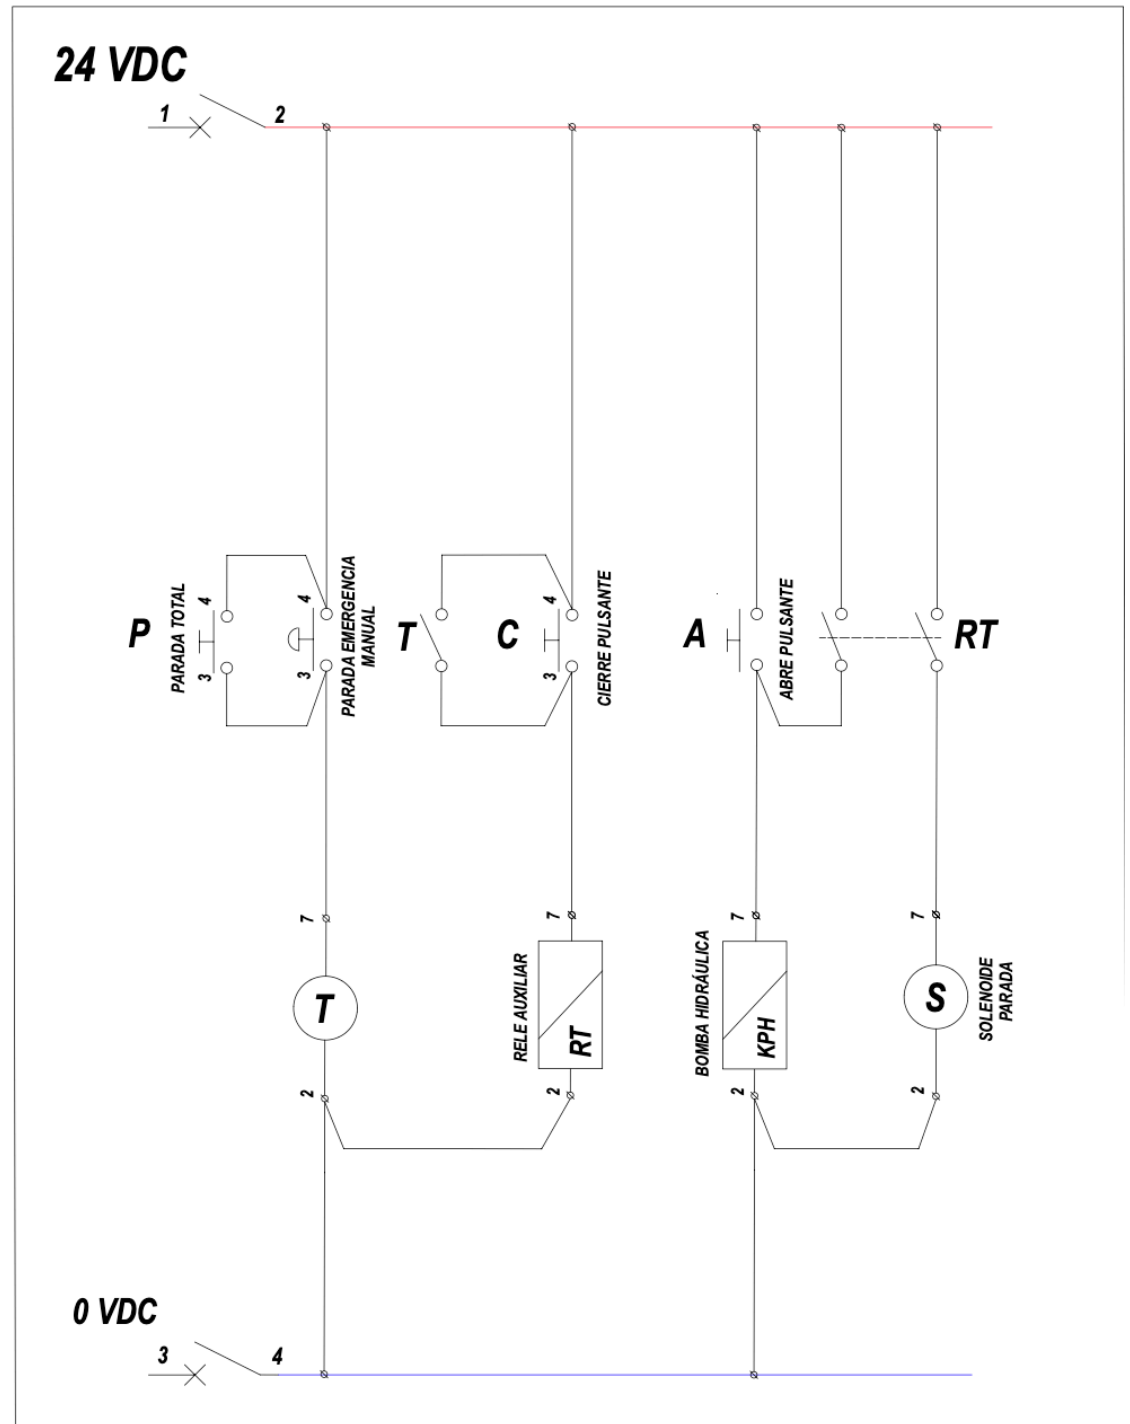 24 VDC
1
2
P
PARADA TOTAL
4
3
4
3
PARADA EMERGENCIA
MANUAL
T
C
4
3
CIERRE PULSANTE
A
ABRE PULSANTE
RT
7
T
2
RELE AUXILIAR
7
RT
2
BOMBA HIDRÁULICA
7
KPH
2
7
S
2
SOLENOIDE
PARADA
0 VDC
3
4